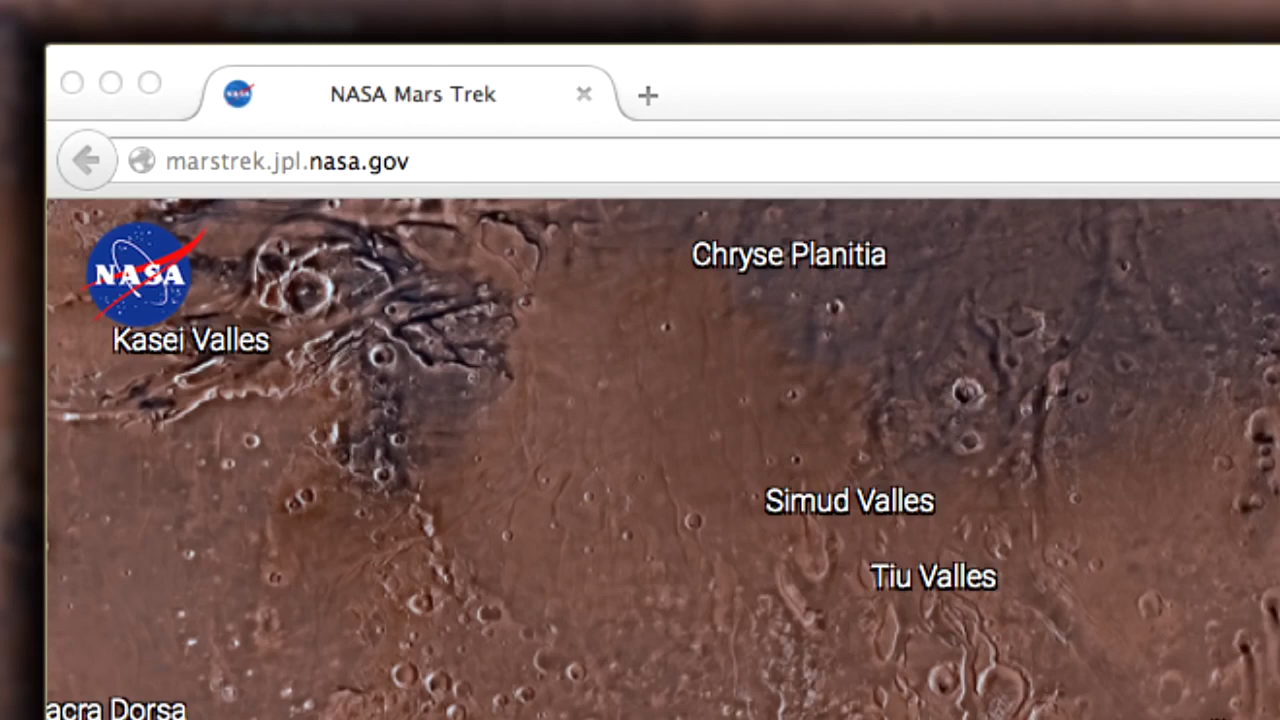 NASA Mars Trek
marstrek.jpl.nasa.gov
NASA
Chryse Planitia
Kasei Valles
Simud Valles
Tiu Valles
acra Dorsa